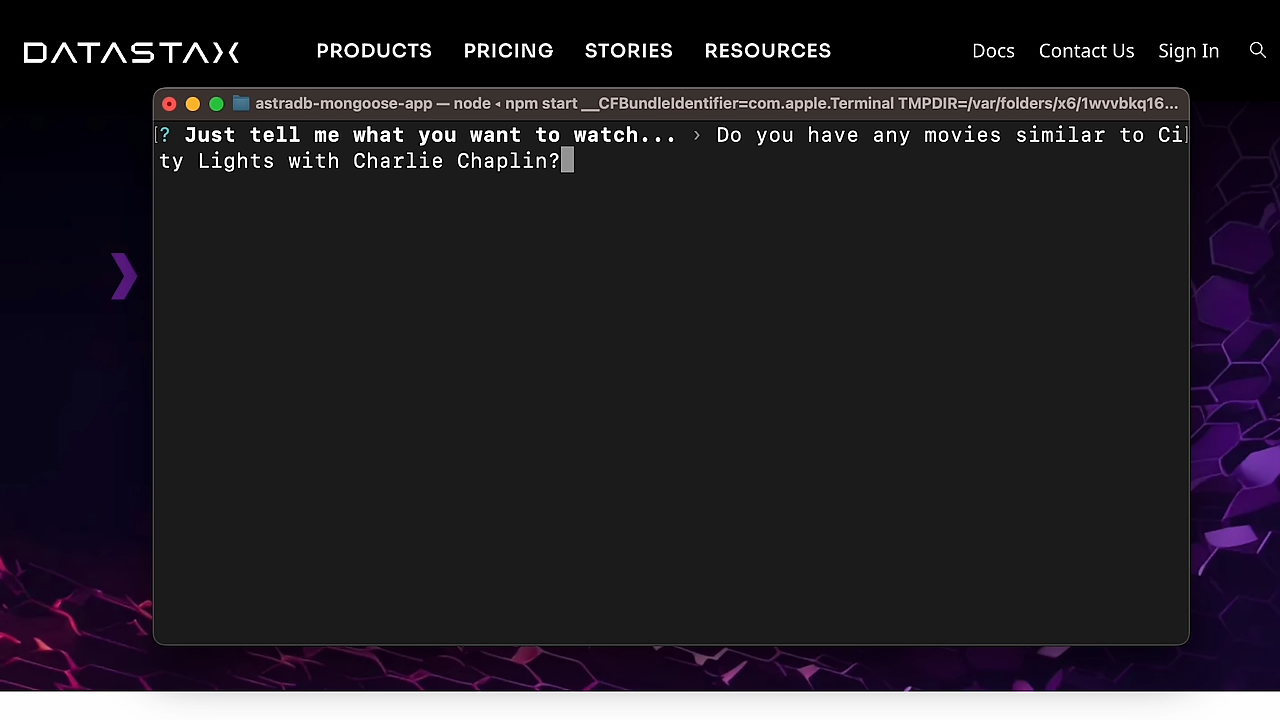 DATASTAX PRODUCTS PRICING STORIES RESOURCES Docs Contact Us Sign In
astradb-mongoose-app — node ◂ npm start __CFBundleIdentifier=com.apple.Terminal TMPDIR=/var/folders/x6/1wvvbkq16...
? Just tell me what you want to watch... › Do you have any movies similar to Ci
ty Lights with Charlie Chaplin?